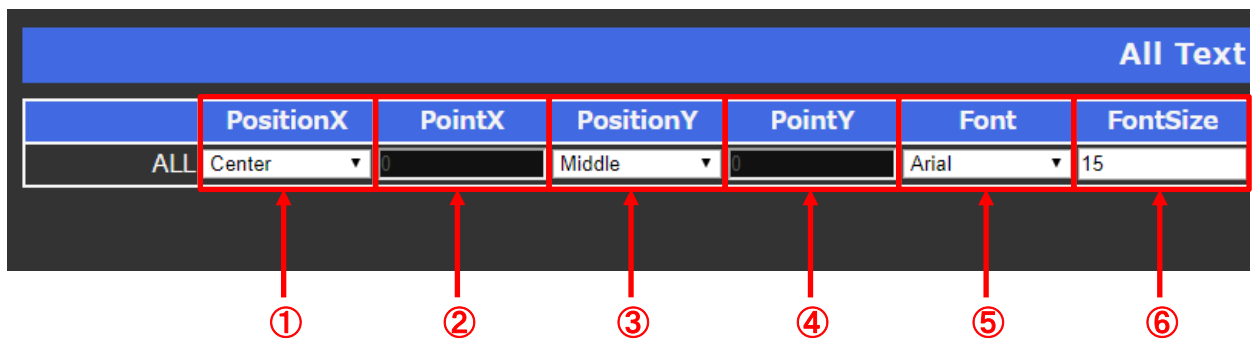 All Text
PositionX PointX PositionY PointY Font FontSize
ALL Center 0 Middle 0 Arial 15
① ② ③ ④ ⑤ ⑥